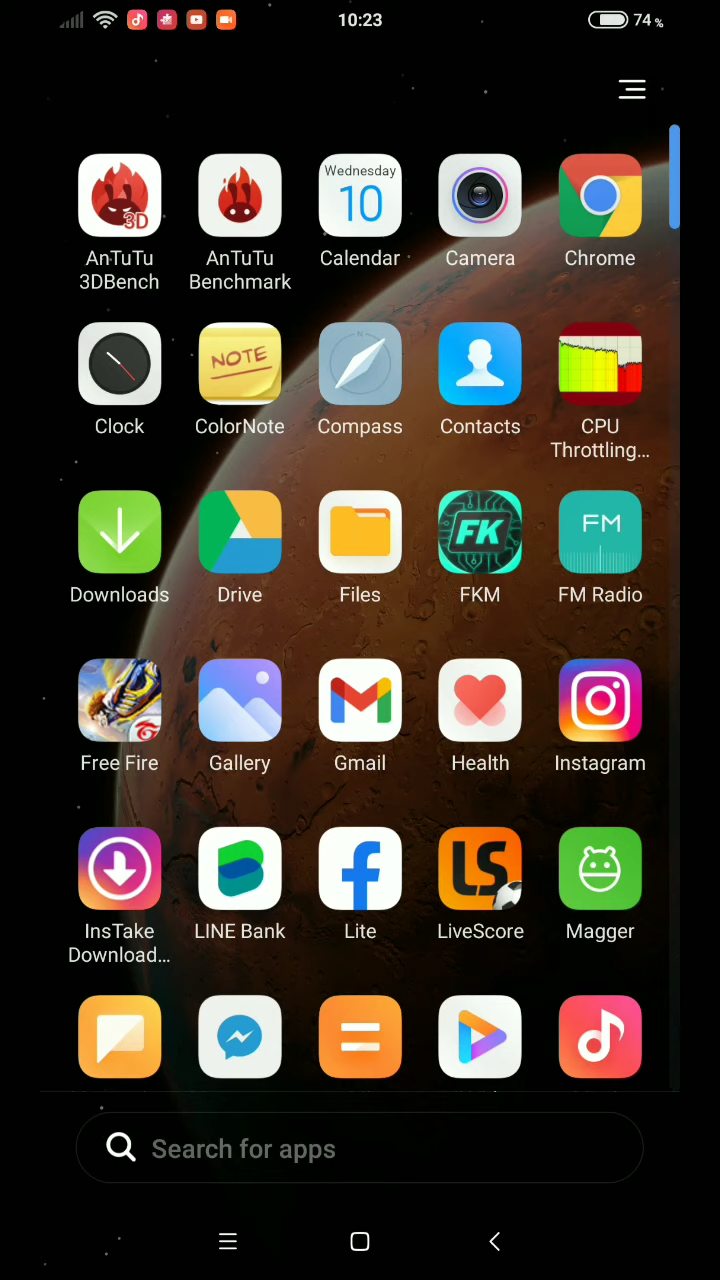 10:23
74 %
Wednesday
10
3D
AnTuTu
3DBench
AnTuTu
Benchmark
Calendar
Camera
Chrome
N
NOTE
Clock
ColorNote
Compass
Contacts
CPU
Throttling...
FK
FM
Downloads
Drive
Files
FKM
FM Radio
Free Fire
Gallery
Gmail
Health
Instagram
LS
InsTake
Download...
LINE Bank
Lite
LiveScore
Magger
Search for apps